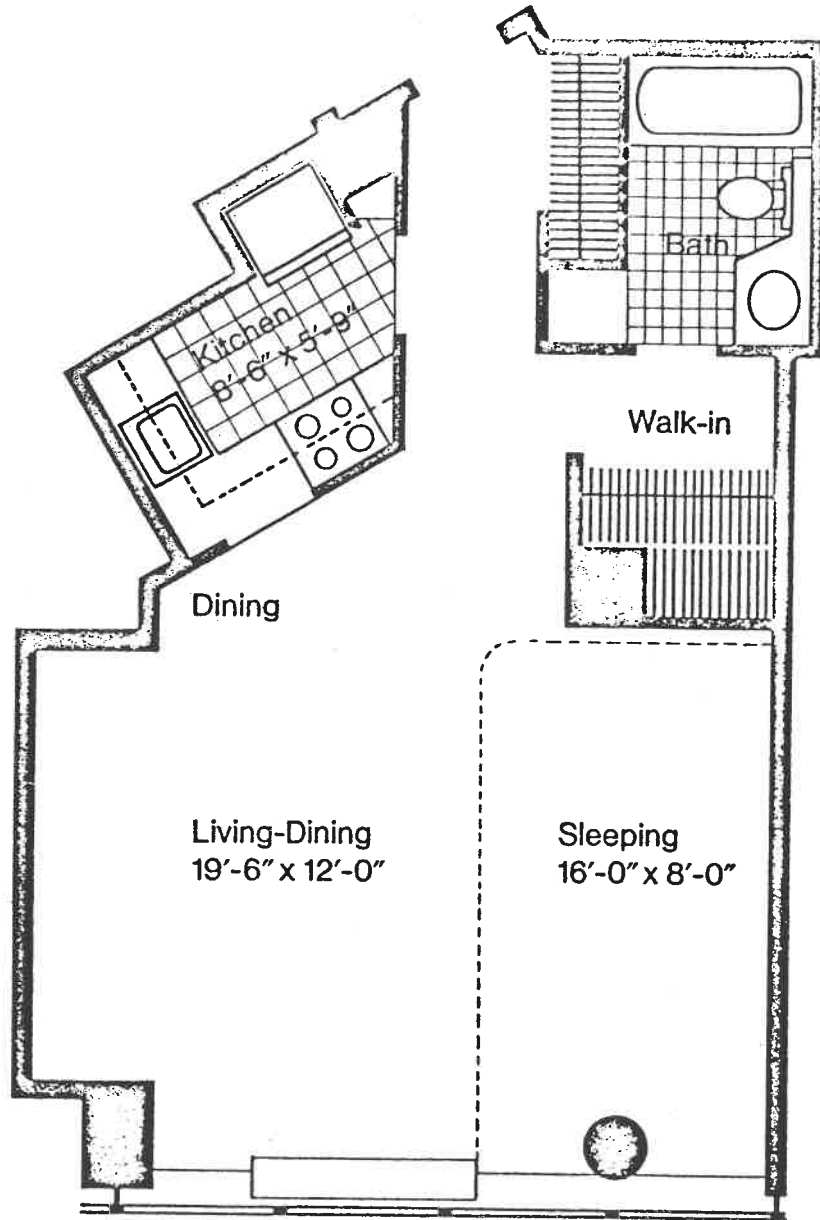 Bath
Kitchen
8'-6" x 5'-9"
Walk-in
Dining
Living-Dining
19'-6" x 12'-0"
Sleeping
16'-0" x 8'-0"